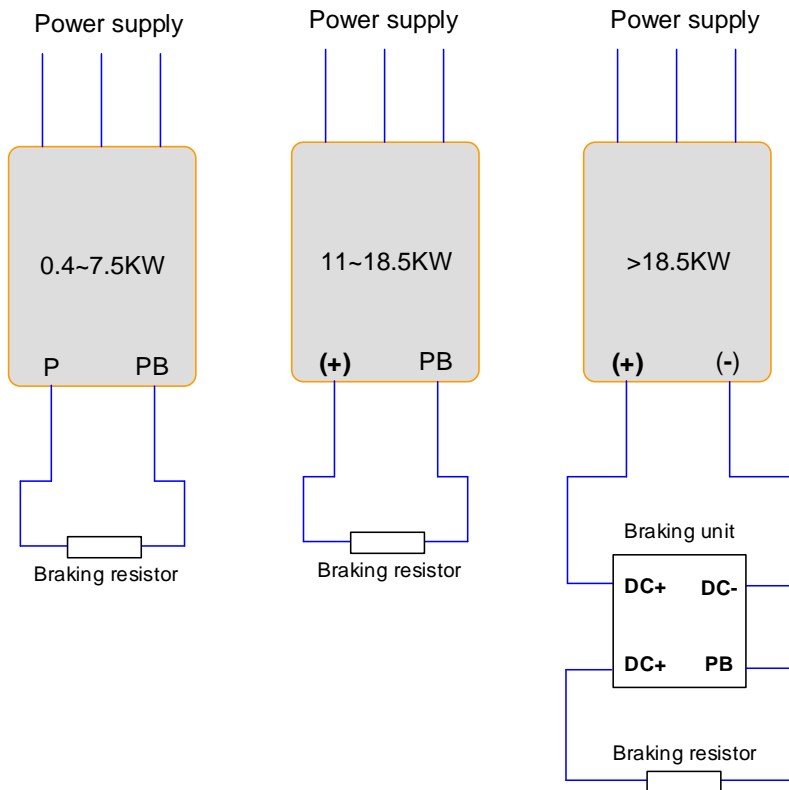 Power supply
Power supply
Power supply
0.4~7.5KW
11~18.5KW
>18.5KW
P
PB
(+)
PB
(+)
(-)
Braking resistor
Braking resistor
Braking unit
DC+
DC-
DC+
PB
Braking resistor